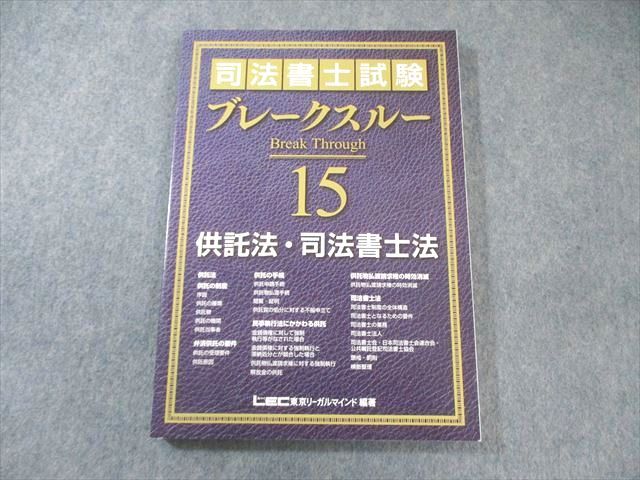 司法書士試験
ブレークスルー
Break Through
15
供託法・司法書士法
供託法
供託の制度
序説
供託の種類
供託物
供託の機関
供託当事者
弁済供託の要件
供託の受理要件
供託原因
供託の手続
供託申請手続
供託物払渡手続
閲覧・証明
供託官の処分に対する不服申立て
民事執行法にかかわる供託
金銭債権に対して強制
執行等がなされた場合
金銭債権に対する強制執行と
滞納処分とが競合した場合
供託物払渡請求権に対する強制執行
解放金の供託
供託物払渡請求権の時効消滅
供託物払渡請求権の時効消滅
司法書士法
司法書士制度の全体構造
司法書士となるための要件
司法書士の業務
司法書士法人
司法書士会・日本司法書士会連合会・
公共嘱託登記司法書士協会
懲戒・罰則
横断整理
LEC東京リーガルマインド 編著